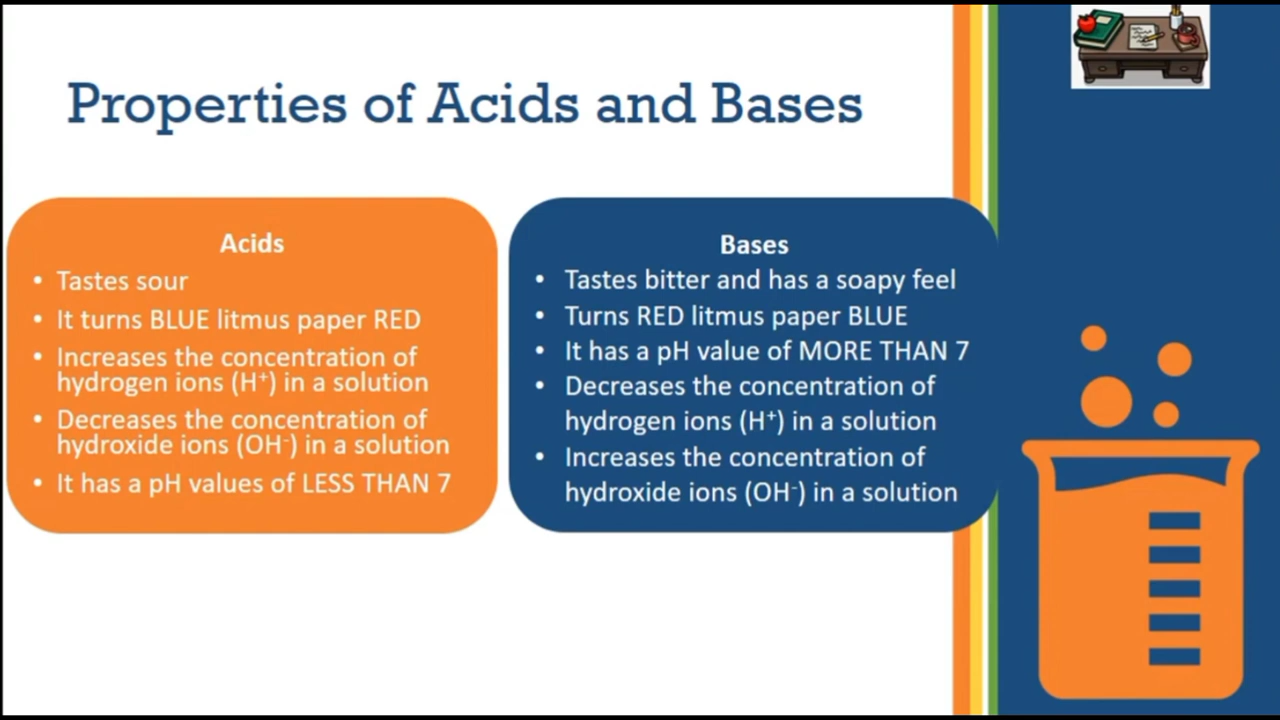 Properties of Acids and Bases
Acids
• Tastes sour
• It turns BLUE litmus paper RED
• Increases the concentration of
hydrogen ions (H⁺) in a solution
• Decreases the concentration of
hydroxide ions (OH⁻) in a solution
• It has a pH values of LESS THAN 7
Bases
• Tastes bitter and has a soapy feel
• Turns RED litmus paper BLUE
• It has a pH value of MORE THAN 7
• Decreases the concentration of
hydrogen ions (H⁺) in a solution
• Increases the concentration of
hydroxide ions (OH⁻) in a solution